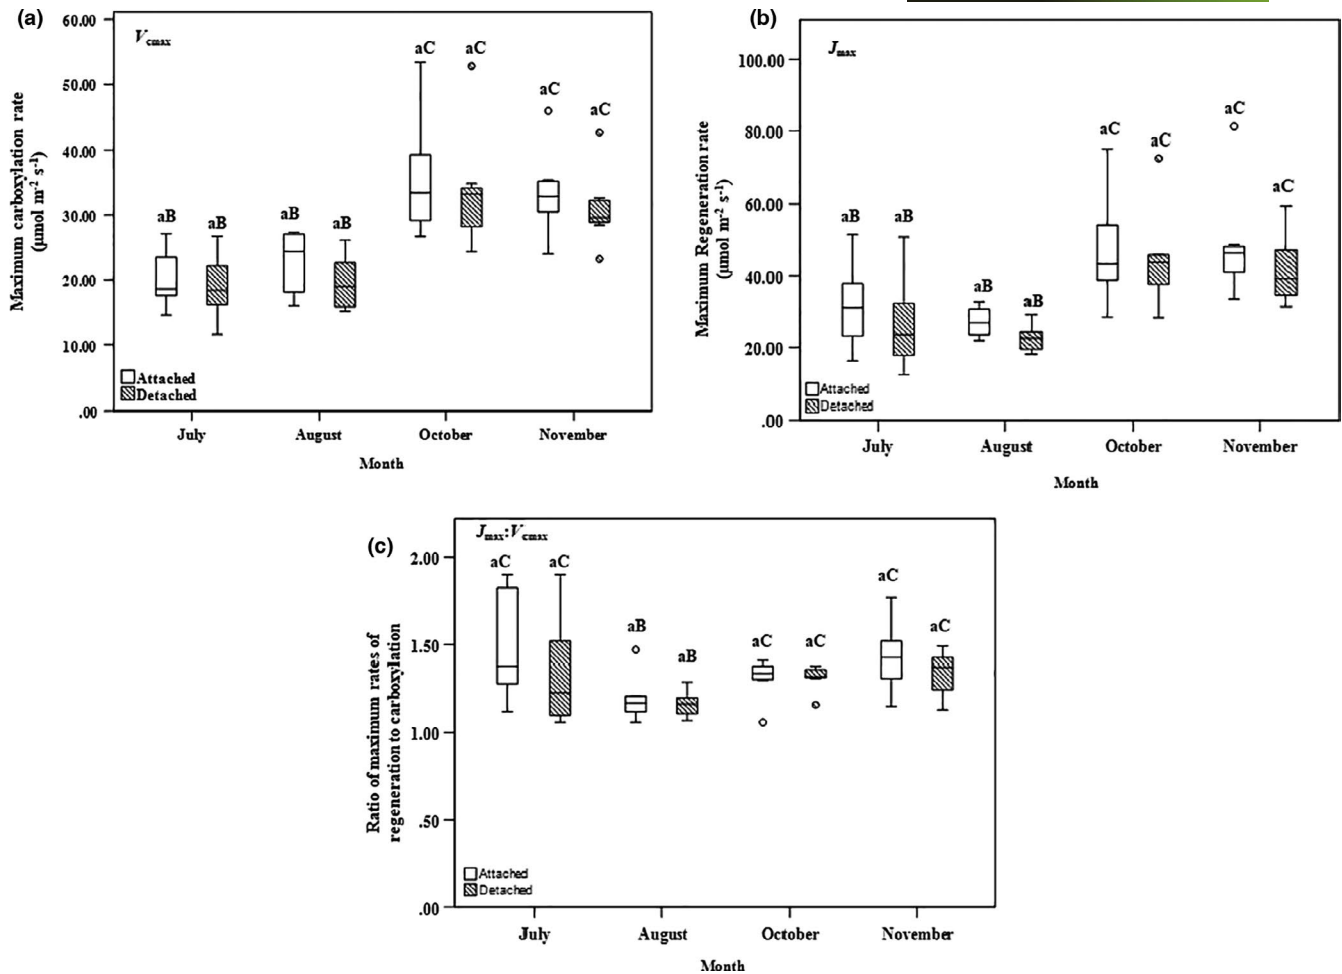 (a)
60.00
50.00
40.00
30.00
20.00
10.00
.00
Maximum carboxylation rate
(µmol m-2 s-1)
Vcmax
aB
aB
aB
aB
aC
aC
aC
aC
Attached
Detached
July
August
October
November
Month
(b)
100.00
80.00
60.00
40.00
20.00
.00
Maximum Regeneration rate
(µmol m-2 s-1)
Jmax
aB
aB
aB
aB
aC
aC
aC
aC
Attached
Detached
July
August
October
November
Month
(c)
2.00
1.50
1.00
.50
.00
Ratio of maximum rates of
regeneration to carboxylation
Jmax:Vcmax
aC
aC
aB
aB
aC
aC
aC
aC
Attached
Detached
July
August
October
November
Month